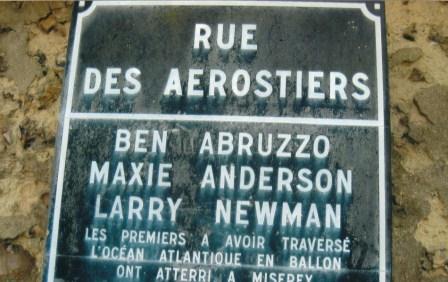 RUE
DES AEROSTIERS
BEN ABRUZZO
MAXIE ANDERSON
LARRY NEWMAN
LES PREMIERS A AVOIR TRAVERSÉ
L'OCÉAN ATLANTIQUE EN BALLON
ONT ATTERRI A MISEREY